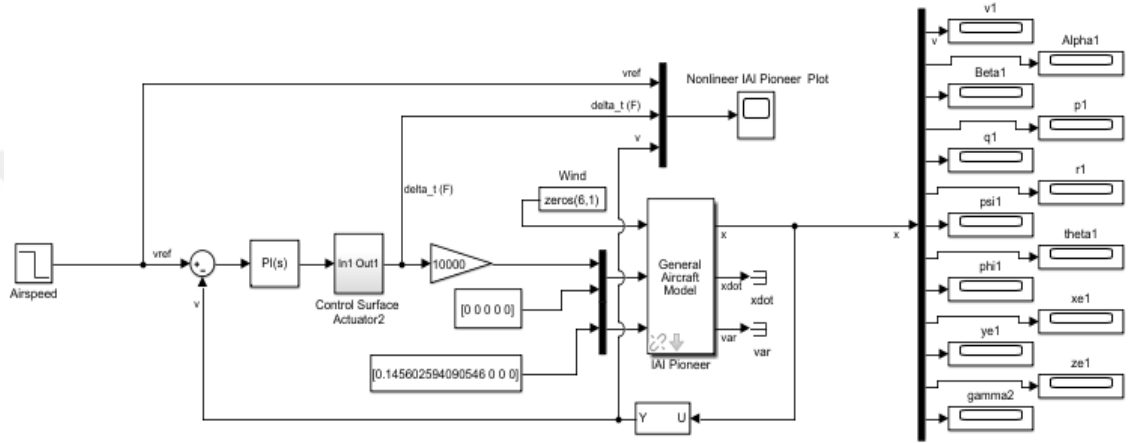 v1
v
Alpha1
vref
Nonlineer IAI Pioneer Plot
Beta1
delta_t (F)
p1
v
q1
Wind
delta_t (F)
zeros(6,1)
r1
psi1
x
x
vref
theta1
+
-
PI(s)
In1 Out1
10000
General
Aircraft
Model
Airspeed
v
Control Surface
Actuator2
xdot
xdot
phi1
[0 0 0 0 0]
xe1
var
var
ye1
IAI Pioneer
[0.145602594090546 0 0 0]
ze1
gamma2
Y
U